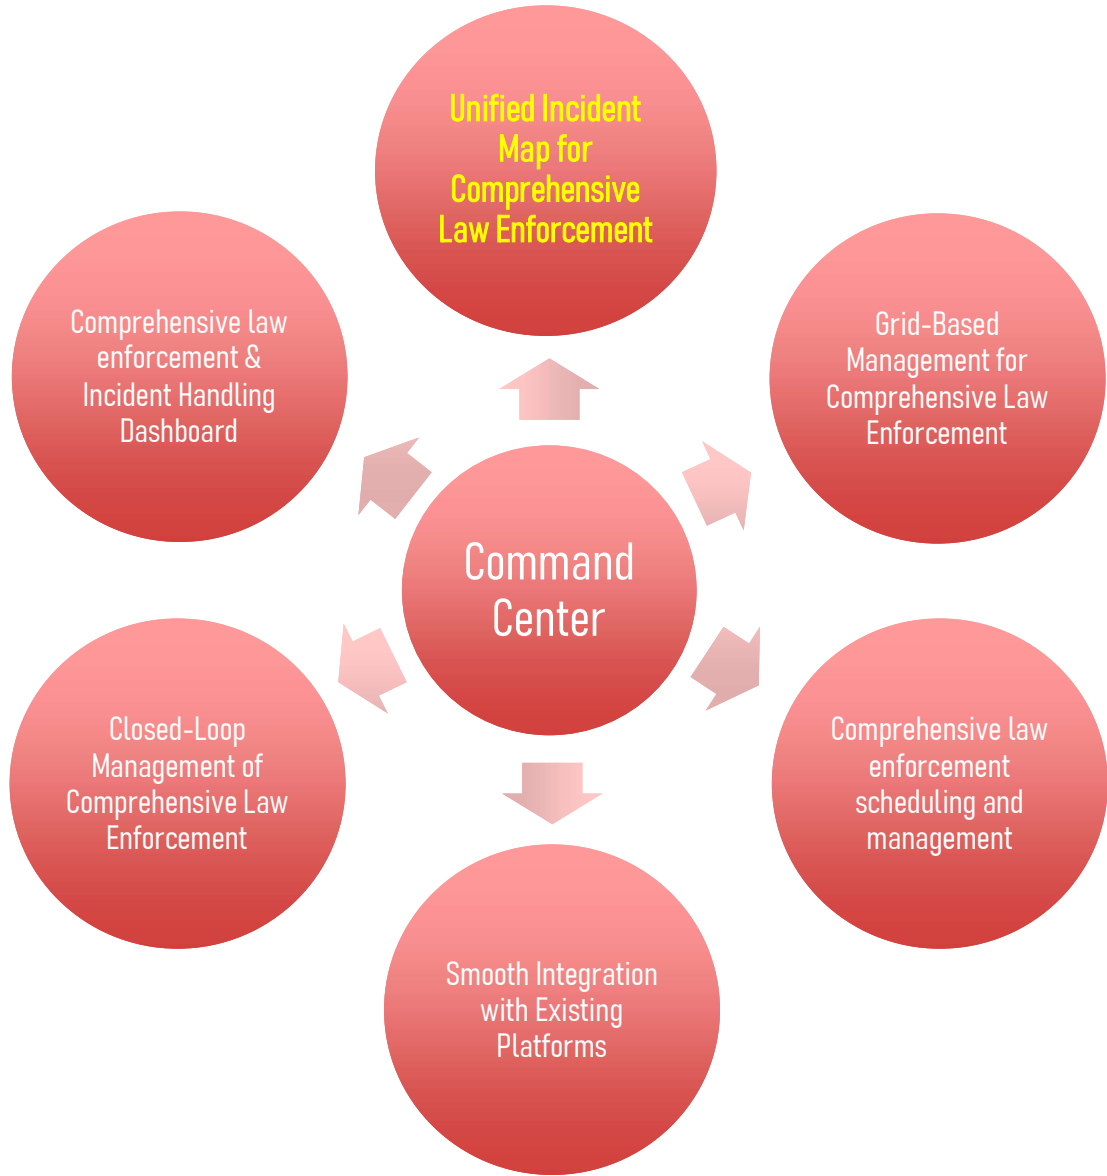 Unified Incident
Map for
Comprehensive
Law Enforcement
Comprehensive law
enforcement &
Incident Handling
Dashboard
Grid-Based
Management for
Comprehensive Law
Enforcement
Command
Center
Closed-Loop
Management of
Comprehensive Law
Enforcement
Comprehensive law
enforcement
scheduling and
management
Smooth Integration
with Existing
Platforms